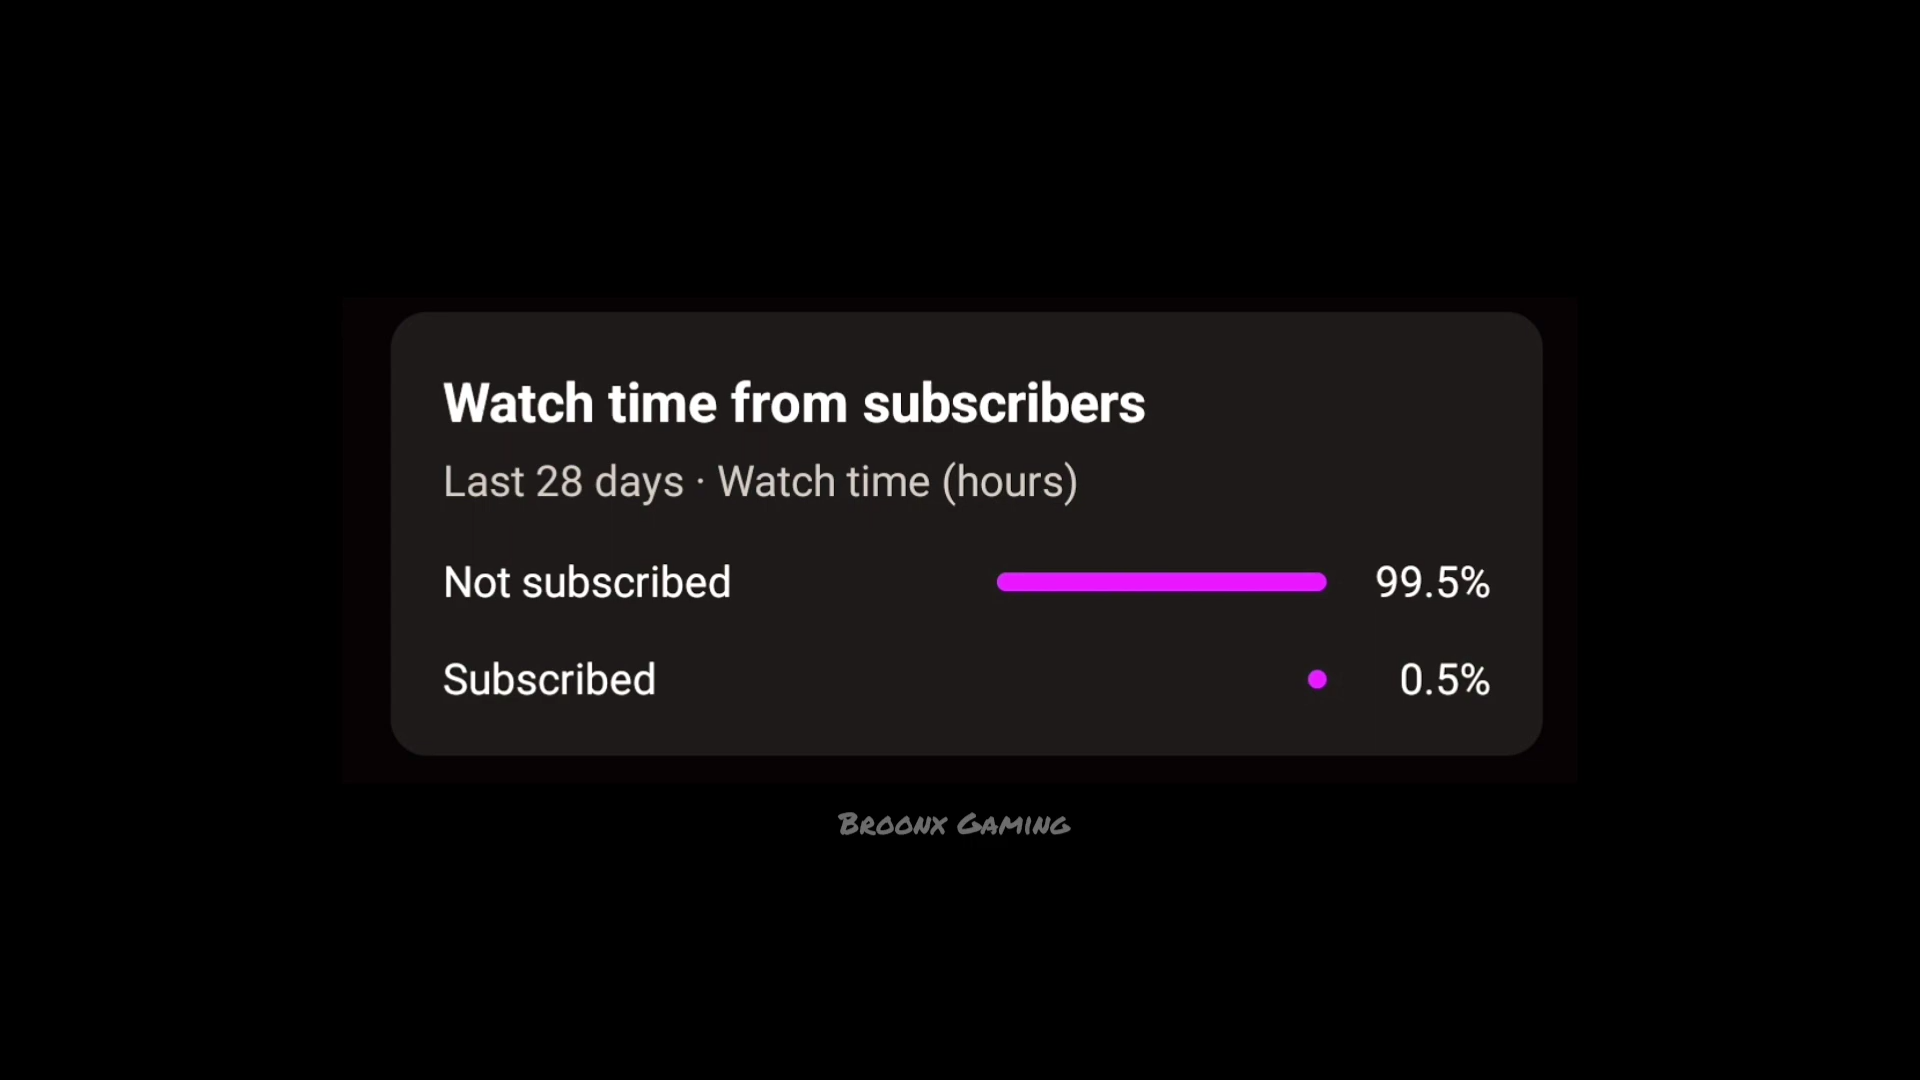 Watch time from subscribers
Last 28 days · Watch time (hours)
Not subscribed 99.5%
Subscribed 0.5%
Broonx Gaming